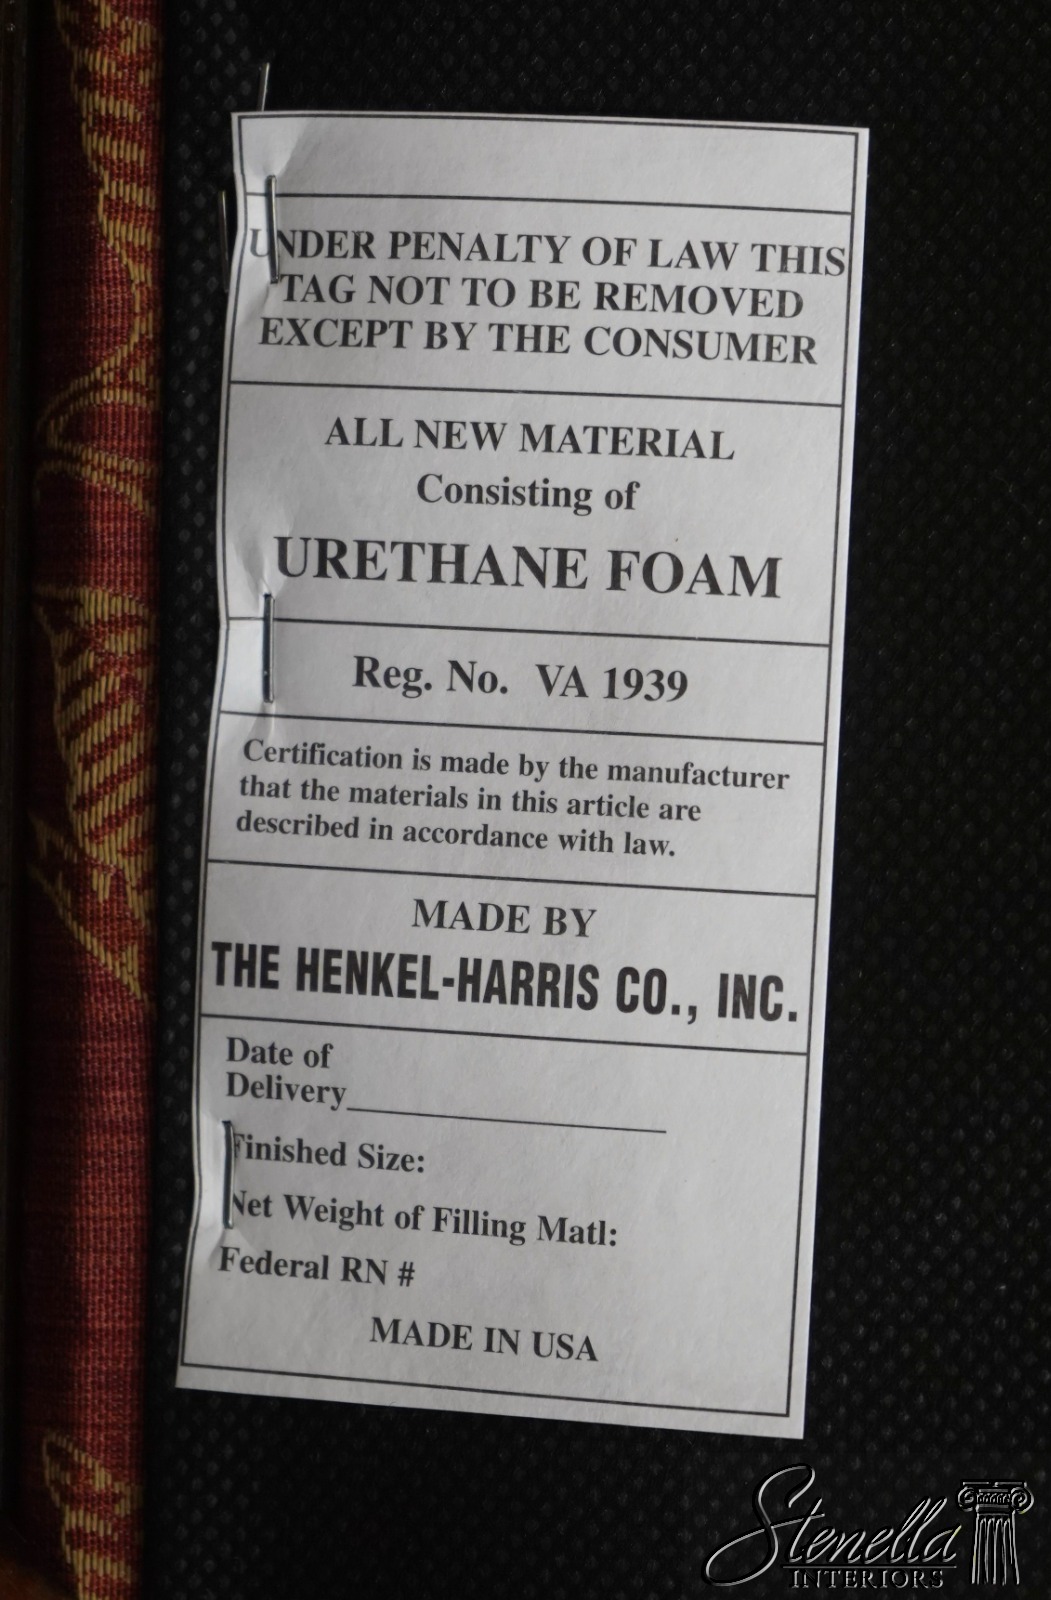 UNDER PENALTY OF LAW THIS
TAG NOT TO BE REMOVED
EXCEPT BY THE CONSUMER
ALL NEW MATERIAL
Consisting of
URETHANE FOAM
Reg. No. VA 1939
Certification is made by the manufacturer
that the materials in this article are
described in accordance with law.
MADE BY
THE HENKEL-HARRIS CO., INC.
Date of
Delivery
Finished Size:
Net Weight of Filling Matl:
Federal RN #
MADE IN USA
Stenella
INTERIORS